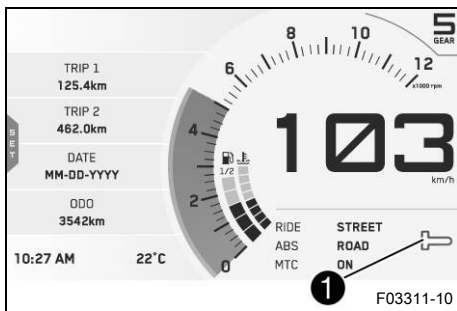 TRIP 1
125.4km
TRIP 2
462.0km
DATE
MM-DD-YYYY
ODO
3542km
10:27 AM
22°C
SET
0
2
4
6
8
10
12
x1000 rpm
1/2
5
GEAR
103
km/h
RIDE STREET
ABS ROAD
MTC ON
1
F03311-10